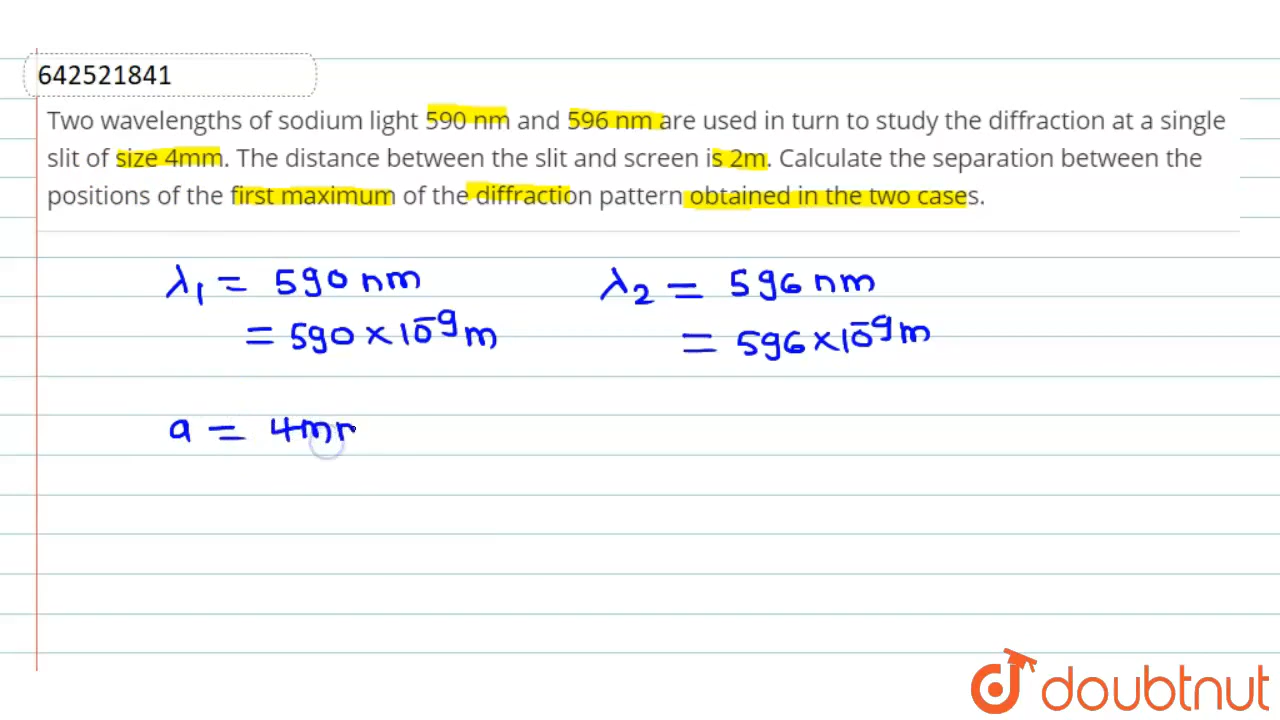 642521841
Two wavelengths of sodium light 590 nm and 596 nm are used in turn to study the diffraction at a single
slit of size 4mm. The distance between the slit and screen is 2m. Calculate the separation between the
positions of the first maximum of the diffraction pattern obtained in the two cases.
λ₁ = 590 nm λ₂ = 596 nm
= 590 × 10⁻⁹ m = 596 × 10⁻⁹ m
a = 4mr
doubtnut